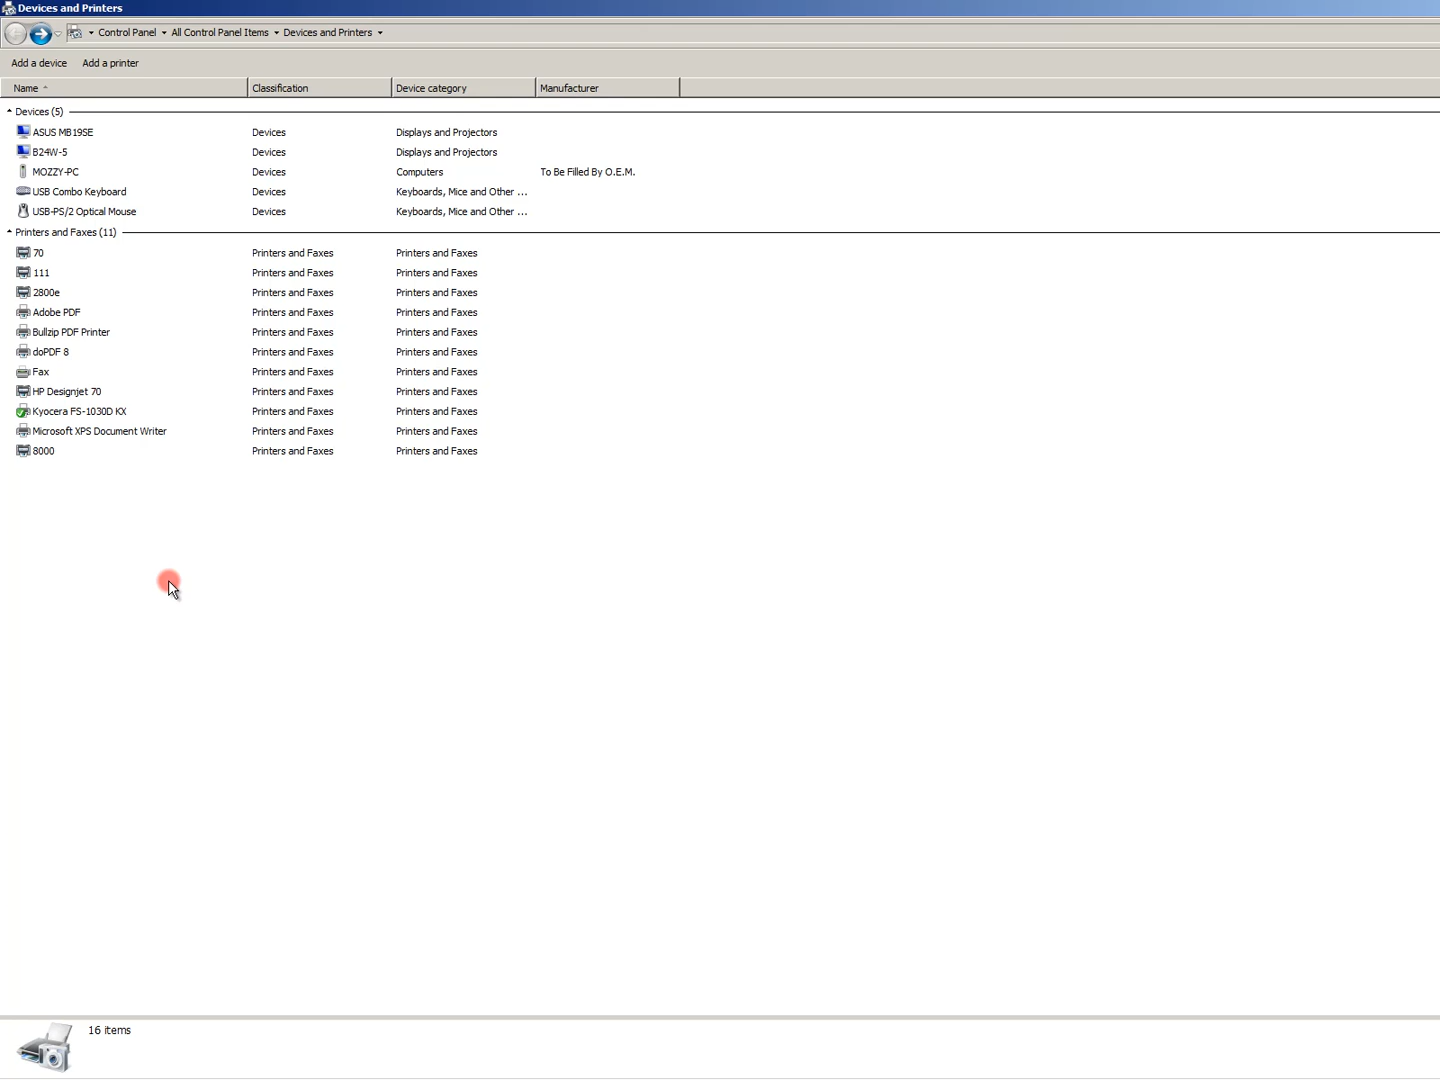 Devices and Printers
Control Panel All Control Panel Items Devices and Printers
Add a device Add a printer
Name Classification Device category Manufacturer
Devices (5)
ASUS MB19SE Devices Displays and Projectors
B24W-5 Devices Displays and Projectors
MOZZY-PC Devices Computers To Be Filled By O.E.M.
USB Combo Keyboard Devices Keyboards, Mice and Other ...
USB-PS/2 Optical Mouse Devices Keyboards, Mice and Other ...
Printers and Faxes (11)
70 Printers and Faxes Printers and Faxes
111 Printers and Faxes Printers and Faxes
2800e Printers and Faxes Printers and Faxes
Adobe PDF Printers and Faxes Printers and Faxes
Bullzip PDF Printer Printers and Faxes Printers and Faxes
doPDF 8 Printers and Faxes Printers and Faxes
Fax Printers and Faxes Printers and Faxes
HP Designjet 70 Printers and Faxes Printers and Faxes
Kyocera FS-1030D KX Printers and Faxes Printers and Faxes
Microsoft XPS Document Writer Printers and Faxes Printers and Faxes
8000 Printers and Faxes Printers and Faxes
16 items